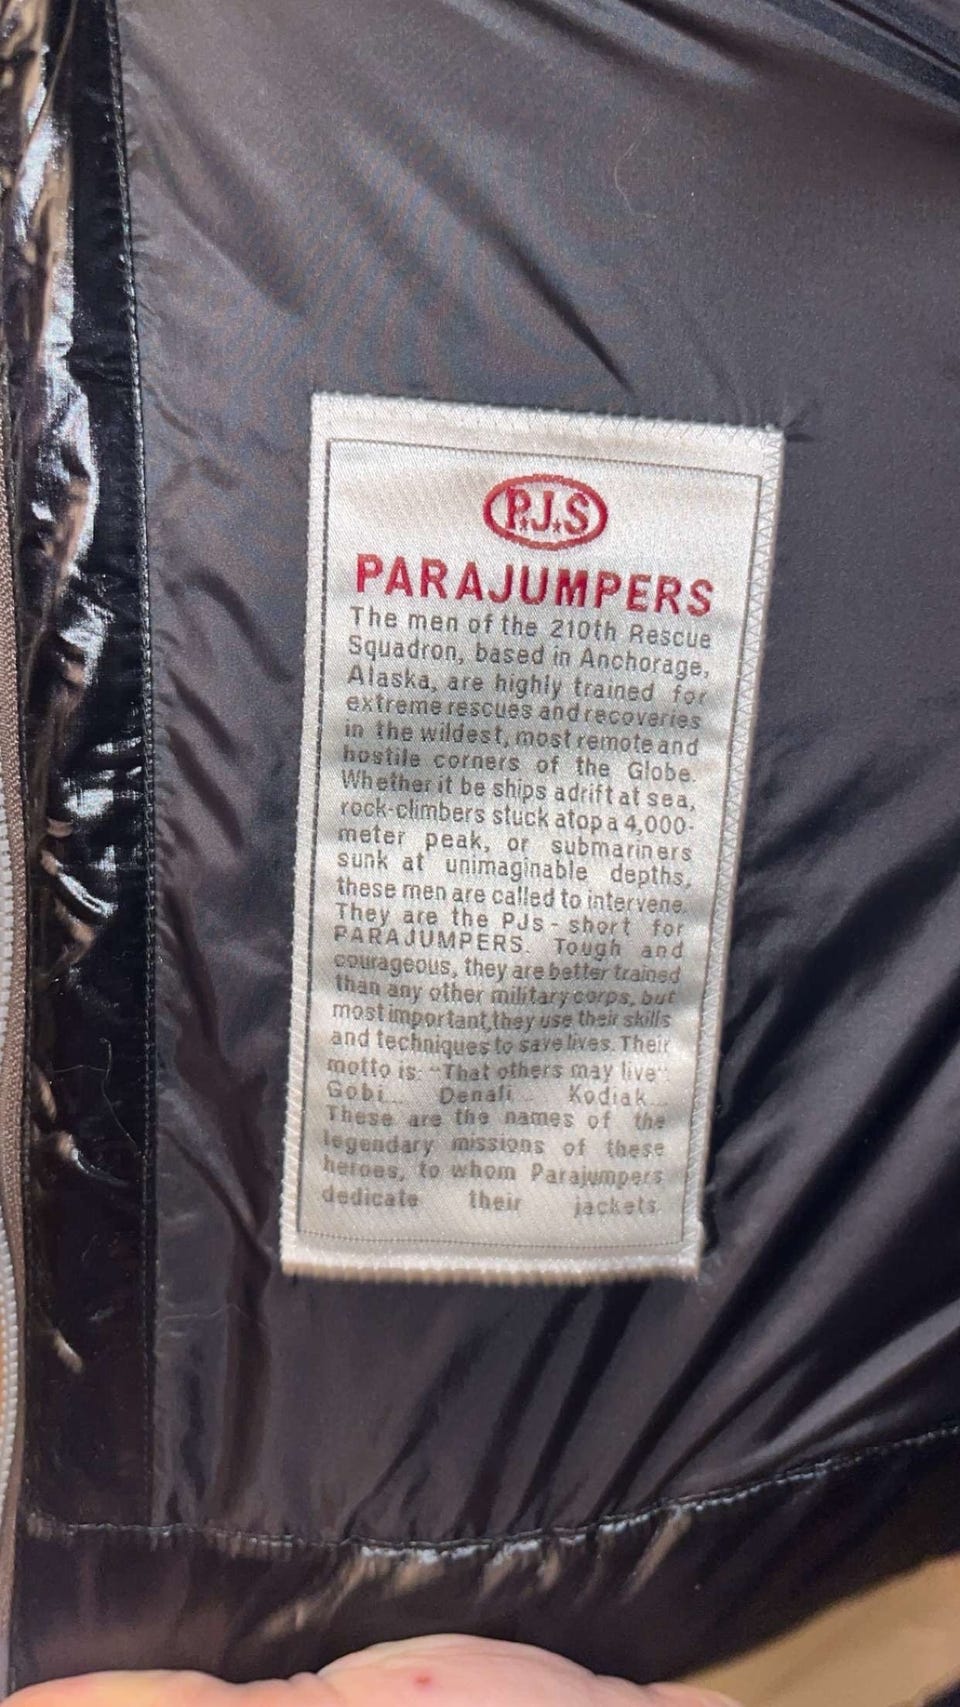 P.J.S
PARAJUMPERS
The men of the 210th Rescue
Squadron, based in Anchorage,
Alaska, are highly trained for
extreme rescues and recoveries
in the wildest, most remote and
hostile corners of the Globe.
Whether it be ships adrift at sea,
rock-climbers stuck atop a 4,000-
meter peak, or submariners
sunk at unimaginable depths,
these men are called to intervene.
They are the PJs - short for
PARAJUMPERS. Tough and
courageous, they are better trained
than any other military corps, but
most important,they use their skills
and techniques to save lives. Their
motto is: "That others may live".
Gobi... Denali... Kodiak...
These are the names of the
legendary missions of these
heroes, to whom Parajumpers
dedicate their jackets.